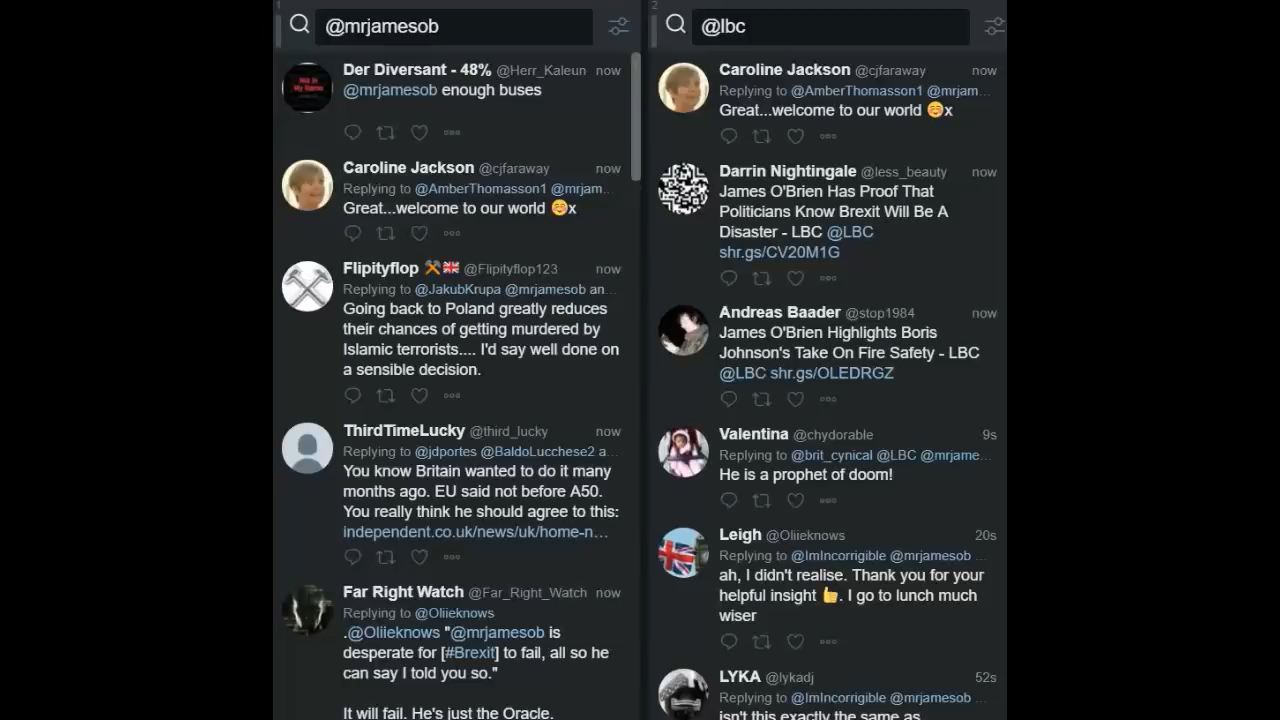 1
@mrjamesob
Der Diversant - 48% @Herr_Kaleun now
@mrjamesob enough buses
Caroline Jackson @cjfaraway now
Replying to @AmberThomasson1 @mrjam...
Great...welcome to our world ☺️x
Flipityflop ⚒️🇬🇧 @Flipityflop123 now
Replying to @JakubKrupa @mrjamesob an...
Going back to Poland greatly reduces
their chances of getting murdered by
Islamic terrorists.... I'd say well done on
a sensible decision.
ThirdTimeLucky @third_lucky now
Replying to @jdportes @BaldoLucchese2 a...
You know Britain wanted to do it many
months ago. EU said not before A50.
You really think he should agree to this:
independent.co.uk/news/uk/home-n...
Far Right Watch @Far_Right_Watch now
Replying to @Oliieknows
.@Oliieknows "@mrjamesob is
desperate for [#Brexit] to fail, all so he
can say I told you so."
It will fail. He's just the Oracle.
2
@lbc
Caroline Jackson @cjfaraway now
Replying to @AmberThomasson1 @mrjam...
Great...welcome to our world ☺️x
Darrin Nightingale @less_beauty now
James O'Brien Has Proof That
Politicians Know Brexit Will Be A
Disaster - LBC @LBC
shr.gs/CV20M1G
Andreas Baader @stop1984 now
James O'Brien Highlights Boris
Johnson's Take On Fire Safety - LBC
@LBC shr.gs/OLEDRGZ
Valentina @chydorable 9s
Replying to @brit_cynical @LBC @mrjame...
He is a prophet of doom!
Leigh @Oliieknows 20s
Replying to @ImIncorrigible @mrjamesob ...
ah, I didn't realise. Thank you for your
helpful insight 👍. I go to lunch much
wiser
LYKA @lykadj 52s
Replying to @ImIncorrigible @mrjamesob ...
isn't this exactly the same as